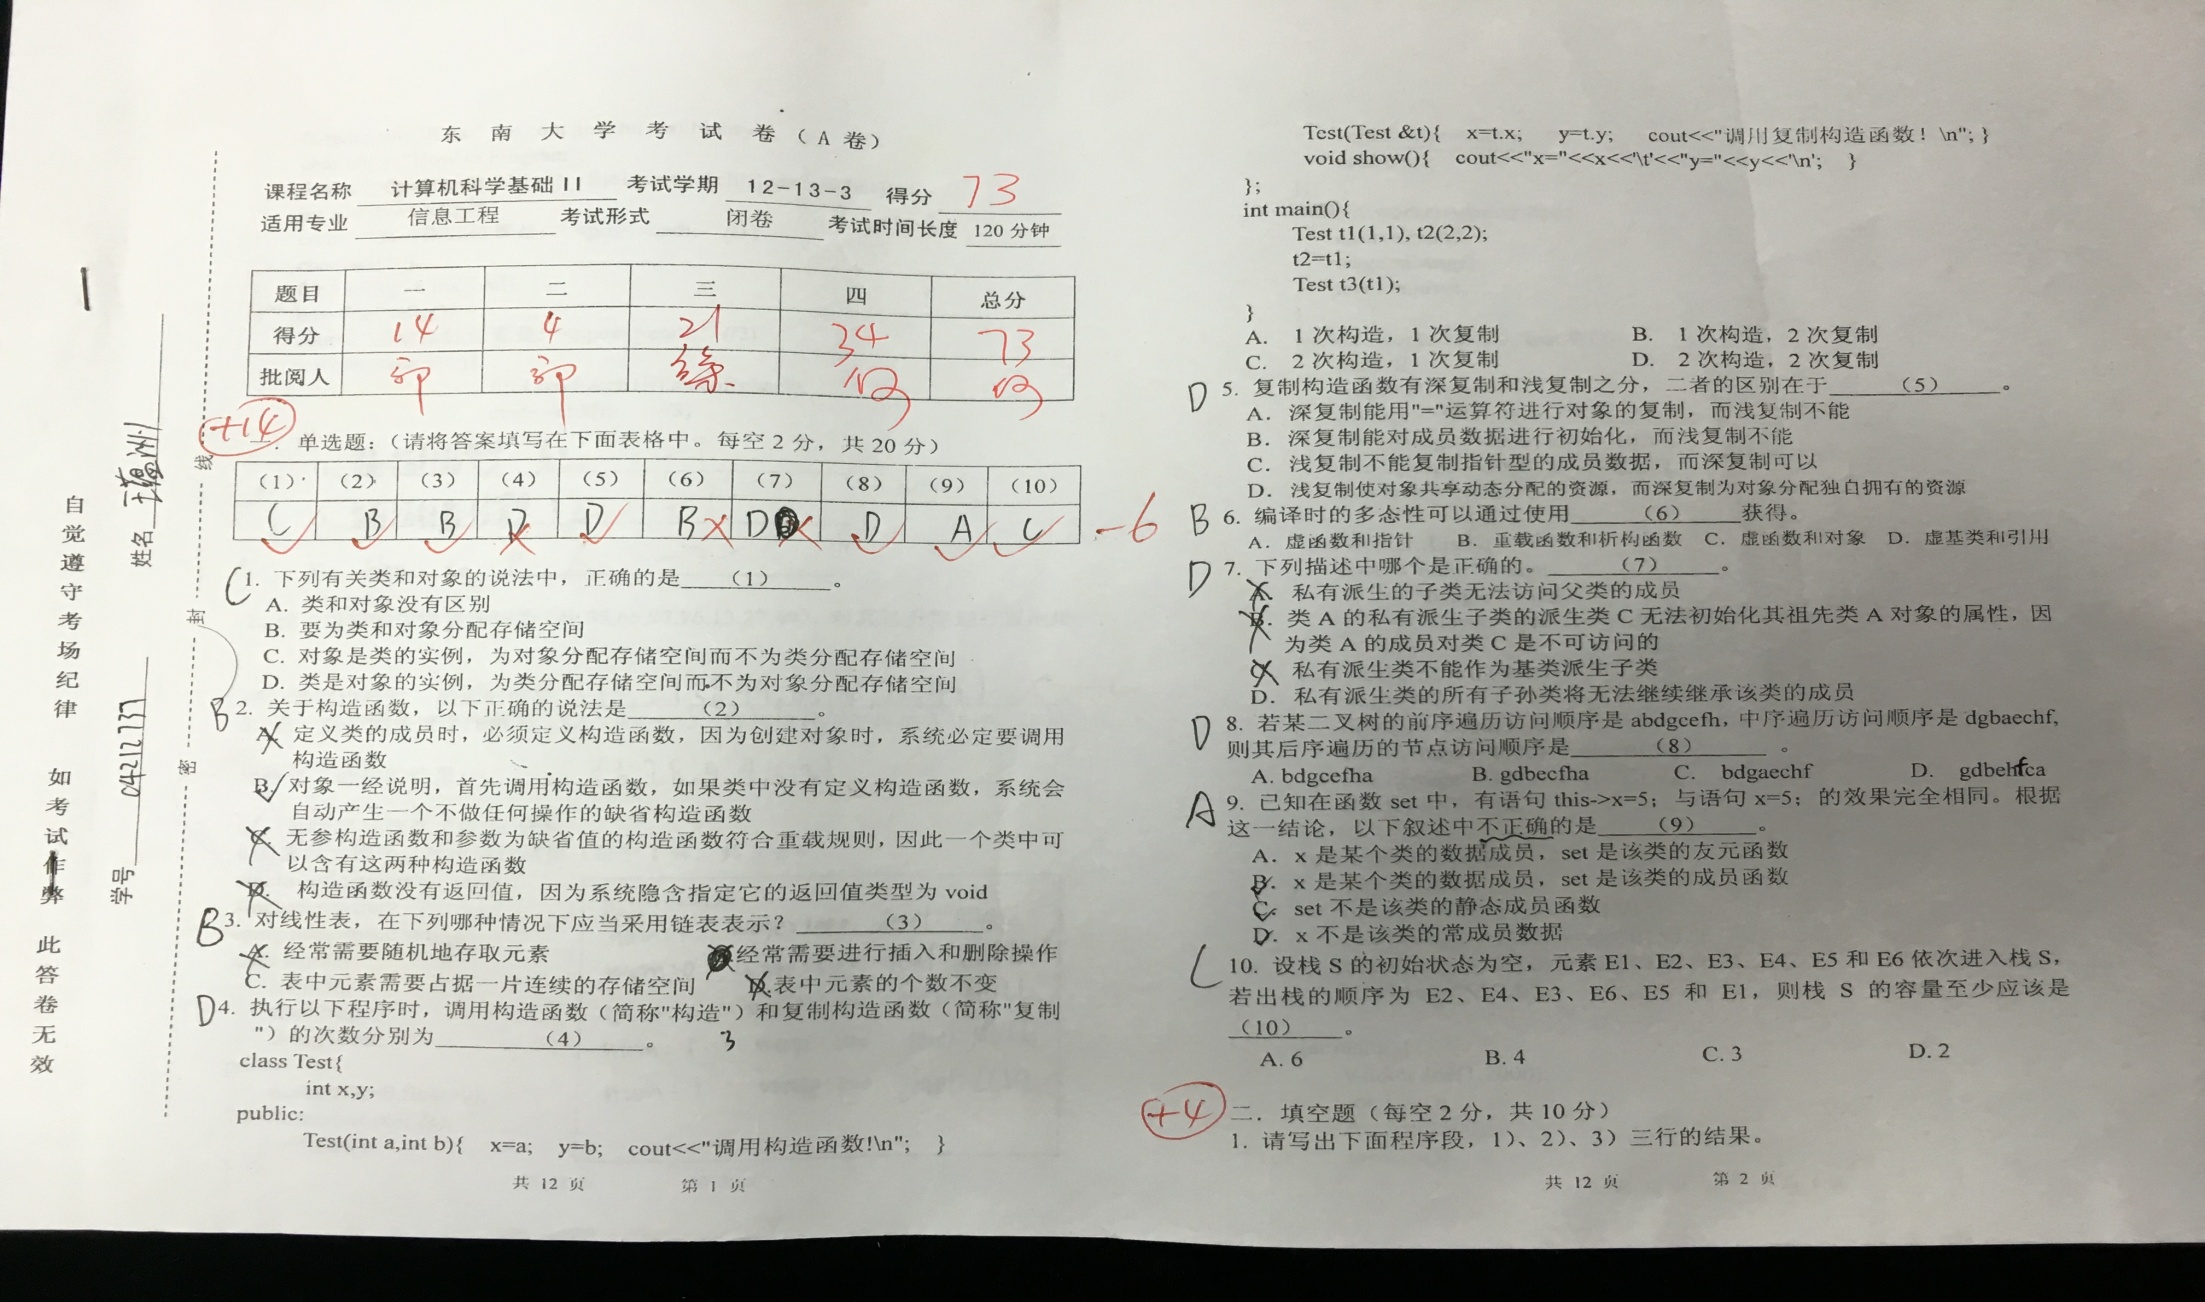 东 南 大 学 考 试 卷（A 卷）
课程名称 计算机科学基础 II 考试学期 12-13-3 得分 73
适用专业 信息工程 考试形式 闭卷 考试时间长度 120 分钟
题目 一 二 三 四 总分
得分 14 4 21 34 73
批阅人
+14
单选题：（请将答案填写在下面表格中。每空 2 分，共 20 分）
（1） （2） （3） （4） （5） （6） （7） （8） （9） （10）
C B B D D B D D A C -6
C 1. 下列有关类和对象的说法中，正确的是 （1） 。
A. 类和对象没有区别
B. 要为类和对象分配存储空间
C. 对象是类的实例，为对象分配存储空间而不为类分配存储空间
D. 类是对象的实例，为类分配存储空间而不为对象分配存储空间
B 2. 关于构造函数，以下正确的说法是 （2） 。
A. 定义类的成员时，必须定义构造函数，因为创建对象时，系统必定要调用
构造函数
B. 对象一经说明，首先调用构造函数，如果类中没有定义构造函数，系统会
自动产生一个不做任何操作的缺省构造函数
C. 无参构造函数和参数为缺省值的构造函数符合重载规则，因此一个类中可
以含有这两种构造函数
D. 构造函数没有返回值，因为系统隐含指定它的返回值类型为 void
B 3. 对线性表，在下列哪种情况下应当采用链表表示？ （3） 。
A. 经常需要随机地存取元素 经常需要进行插入和删除操作
C. 表中元素需要占据一片连续的存储空间 D. 表中元素的个数不变
D 4. 执行以下程序时，调用构造函数（简称"构造"）和复制构造函数（简称"复制
"）的次数分别为 （4） 。 3
class Test{
int x,y;
public:
Test(int a,int b){ x=a; y=b; cout<<"调用构造函数!\n"; }
共 12 页 第 1 页
Test(Test &t){ x=t.x; y=t.y; cout<<"调用复制构造函数！\n"; }
void show(){ cout<<"x="<<x<<'\t'<<"y="<<y<<'\n'; }
};
int main(){
Test t1(1,1), t2(2,2);
t2=t1;
Test t3(t1);
}
A. 1 次构造，1 次复制 B. 1 次构造，2 次复制
C. 2 次构造，1 次复制 D. 2 次构造，2 次复制
D 5. 复制构造函数有深复制和浅复制之分，二者的区别在于 （5） 。
A. 深复制能用"="运算符进行对象的复制，而浅复制不能
B. 深复制能对成员数据进行初始化，而浅复制不能
C. 浅复制不能复制指针型的成员数据，而深复制可以
D. 浅复制使对象共享动态分配的资源，而深复制为对象分配独自拥有的资源
B 6. 编译时的多态性可以通过使用 （6） 获得。
A. 虚函数和指针 B. 重载函数和析构函数 C. 虚函数和对象 D. 虚基类和引用
D 7. 下列描述中哪个是正确的。 （7） 。
A. 私有派生的子类无法访问父类的成员
B. 类 A 的私有派生子类的派生类 C 无法初始化其祖先类 A 对象的属性，因
为类 A 的成员对类 C 是不可访问的
C. 私有派生类不能作为基类派生子类
D. 私有派生类的所有子孙类将无法继续继承该类的成员
D 8. 若某二叉树的前序遍历访问顺序是 abdgcefh, 中序遍历访问顺序是 dgbaechf,
则其后序遍历的节点访问顺序是 （8） 。
A. bdgcefha B. gdbecfha C. bdgaechf D. gdbehfca
A 9. 已知在函数 set 中，有语句 this->x=5；与语句 x=5；的效果完全相同。根据
这一结论，以下叙述中不正确的是 （9） 。
A. x 是某个类的数据成员，set 是该类的友元函数
B. x 是某个类的数据成员，set 是该类的成员函数
C. set 不是该类的静态成员函数
D. x 不是该类的常成员数据
C 10. 设栈 S 的初始状态为空，元素 E1、E2、E3、E4、E5 和 E6 依次进入栈 S，
若出栈的顺序为 E2、E4、E3、E6、E5 和 E1，则栈 S 的容量至少应该是
（10） 。
A. 6 B. 4 C. 3 D. 2
+4
二. 填空题（每空 2 分，共 10 分）
1. 请写出下面程序段，1）、2）、3）三行的结果。
共 12 页 第 2 页
自觉遵守考场纪律 如考试作弊 此答卷无效
学号 04212737 姓名
密 封 线